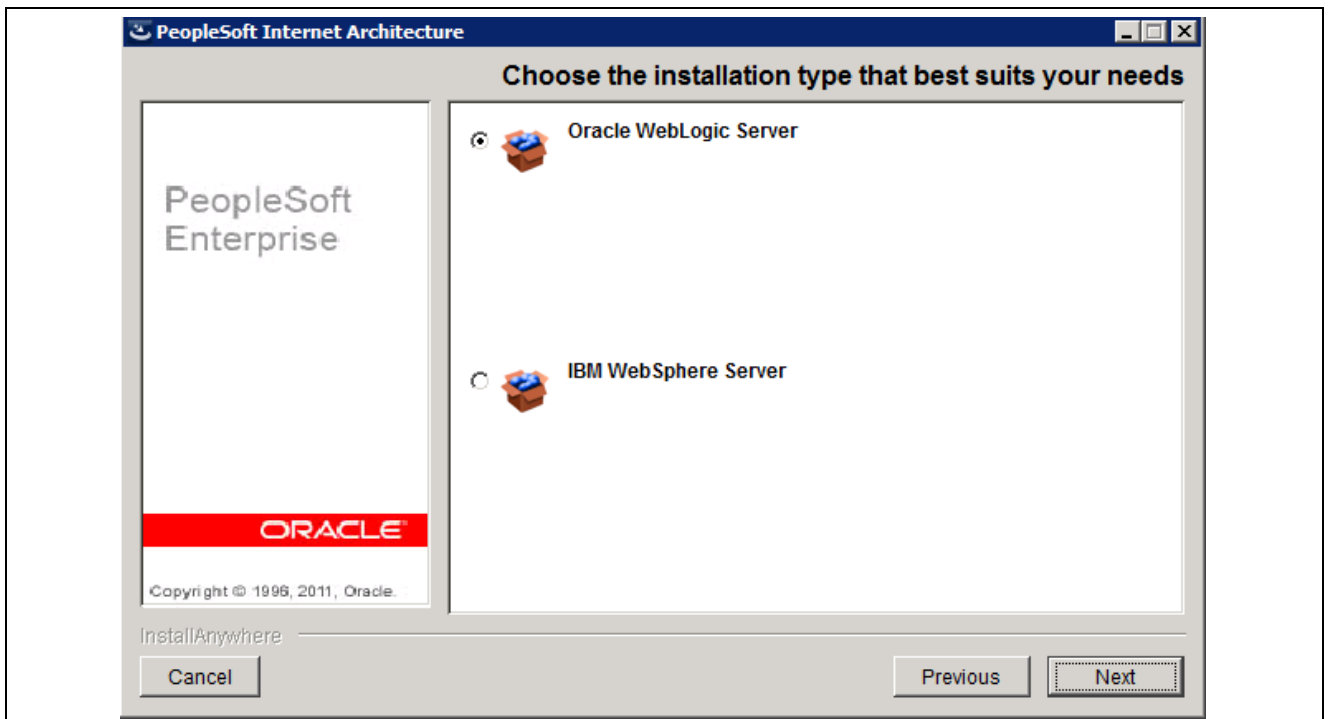 PeopleSoft Internet Architecture
Choose the installation type that best suits your needs
PeopleSoft
Enterprise
ORACLE
Copyright © 1996, 2011, Oracle.
Oracle WebLogic Server
IBM WebSphere Server
InstallAnywhere
Cancel
Previous
Next